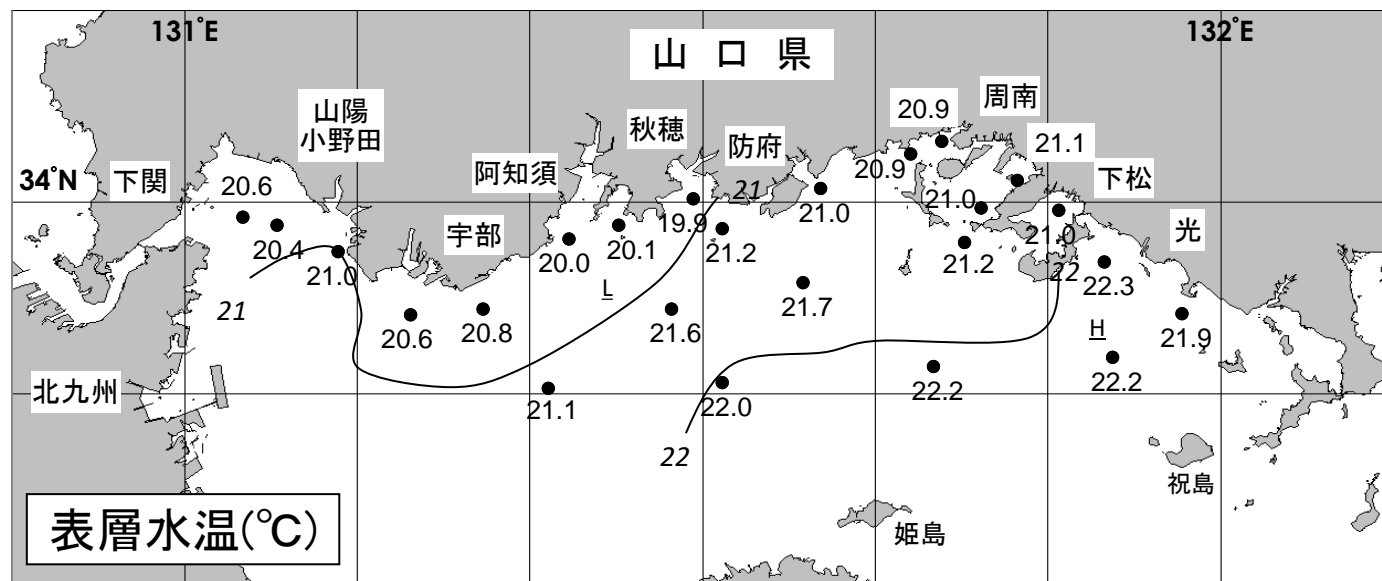 131°E
132°E
山口県
山陽
小野田
秋穂
防府
20.9
周南
阿知須
20.9
21.1
下松
34°N
下関
20.6
21
21.0
21.0
19.9
光
宇部
20.4
20.0
20.1
21.2
21.2
21.0
22
21.0
L
22.3
21
21.7
20.6
20.8
21.6
H
21.9
22.2
北九州
21.1
22.0
22.2
22
祝島
表層水温(℃)
姫島